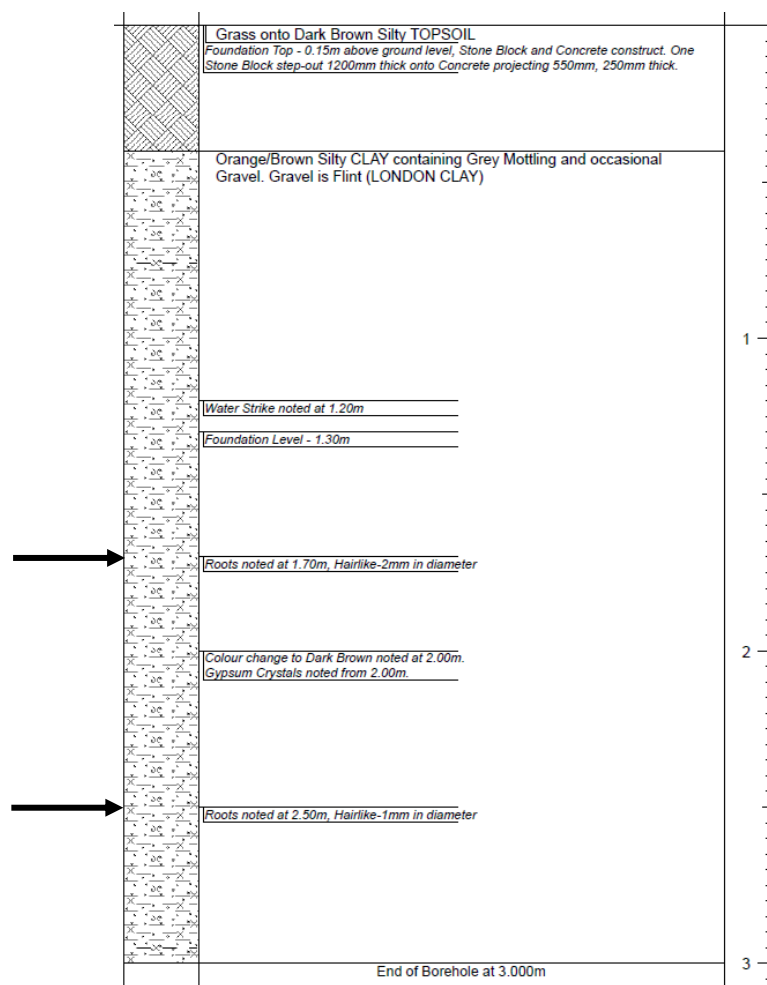 Grass onto Dark Brown Silty TOPSOIL
Foundation Top - 0.15m above ground level, Stone Block and Concrete construct. One
Stone Block step-out 1200mm thick onto Concrete projecting 550mm, 250mm thick.
Orange/Brown Silty CLAY containing Grey Mottling and occasional
Gravel. Gravel is Flint (LONDON CLAY)
1
Water Strike noted at 1.20m
Foundation Level - 1.30m
Roots noted at 1.70m, Hairlike-2mm in diameter
2
Colour change to Dark Brown noted at 2.00m.
Gypsum Crystals noted from 2.00m.
Roots noted at 2.50m, Hairlike-1mm in diameter
3
End of Borehole at 3.000m